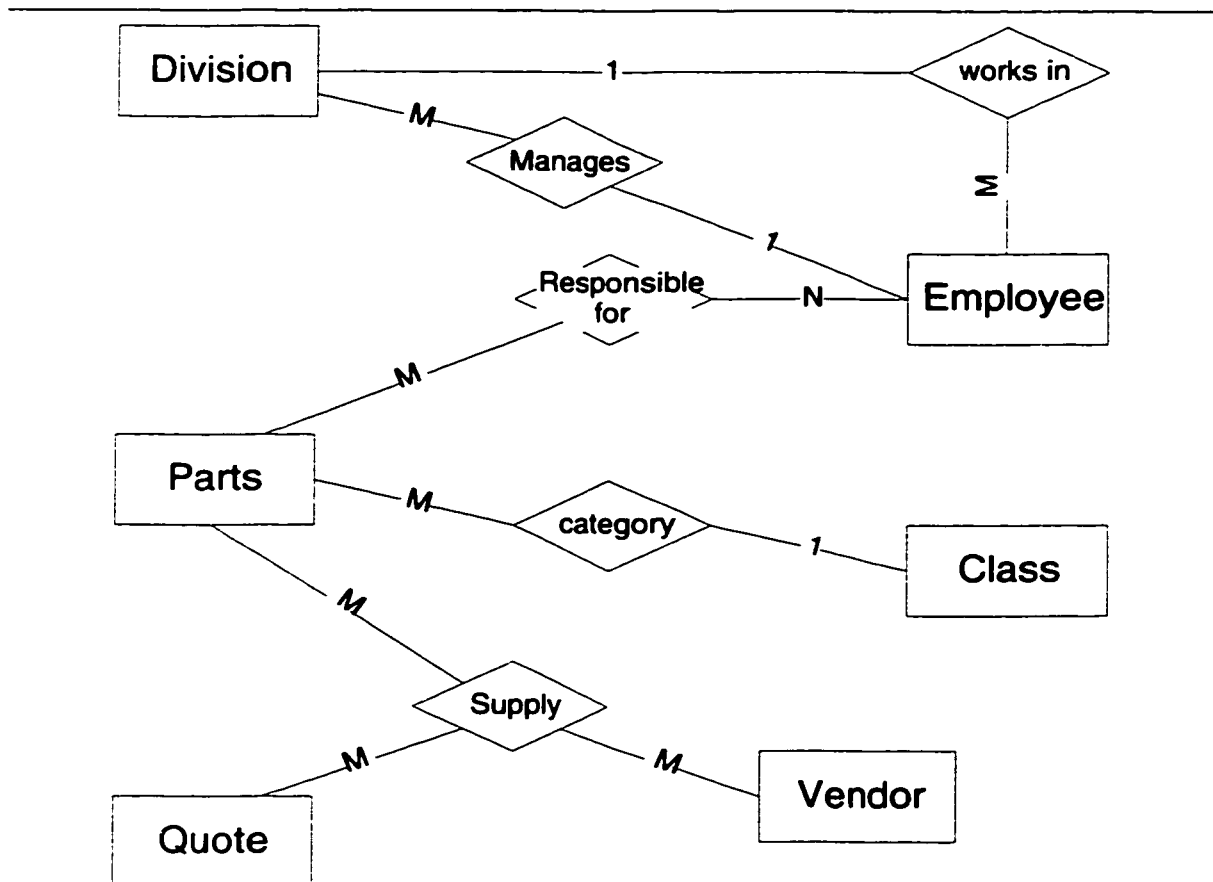 Division
1
works in
M
Manages
M
1
Responsible
for
N
Employee
M
Parts
M
category
1
Class
M
Supply
M
M
Vendor
Quote